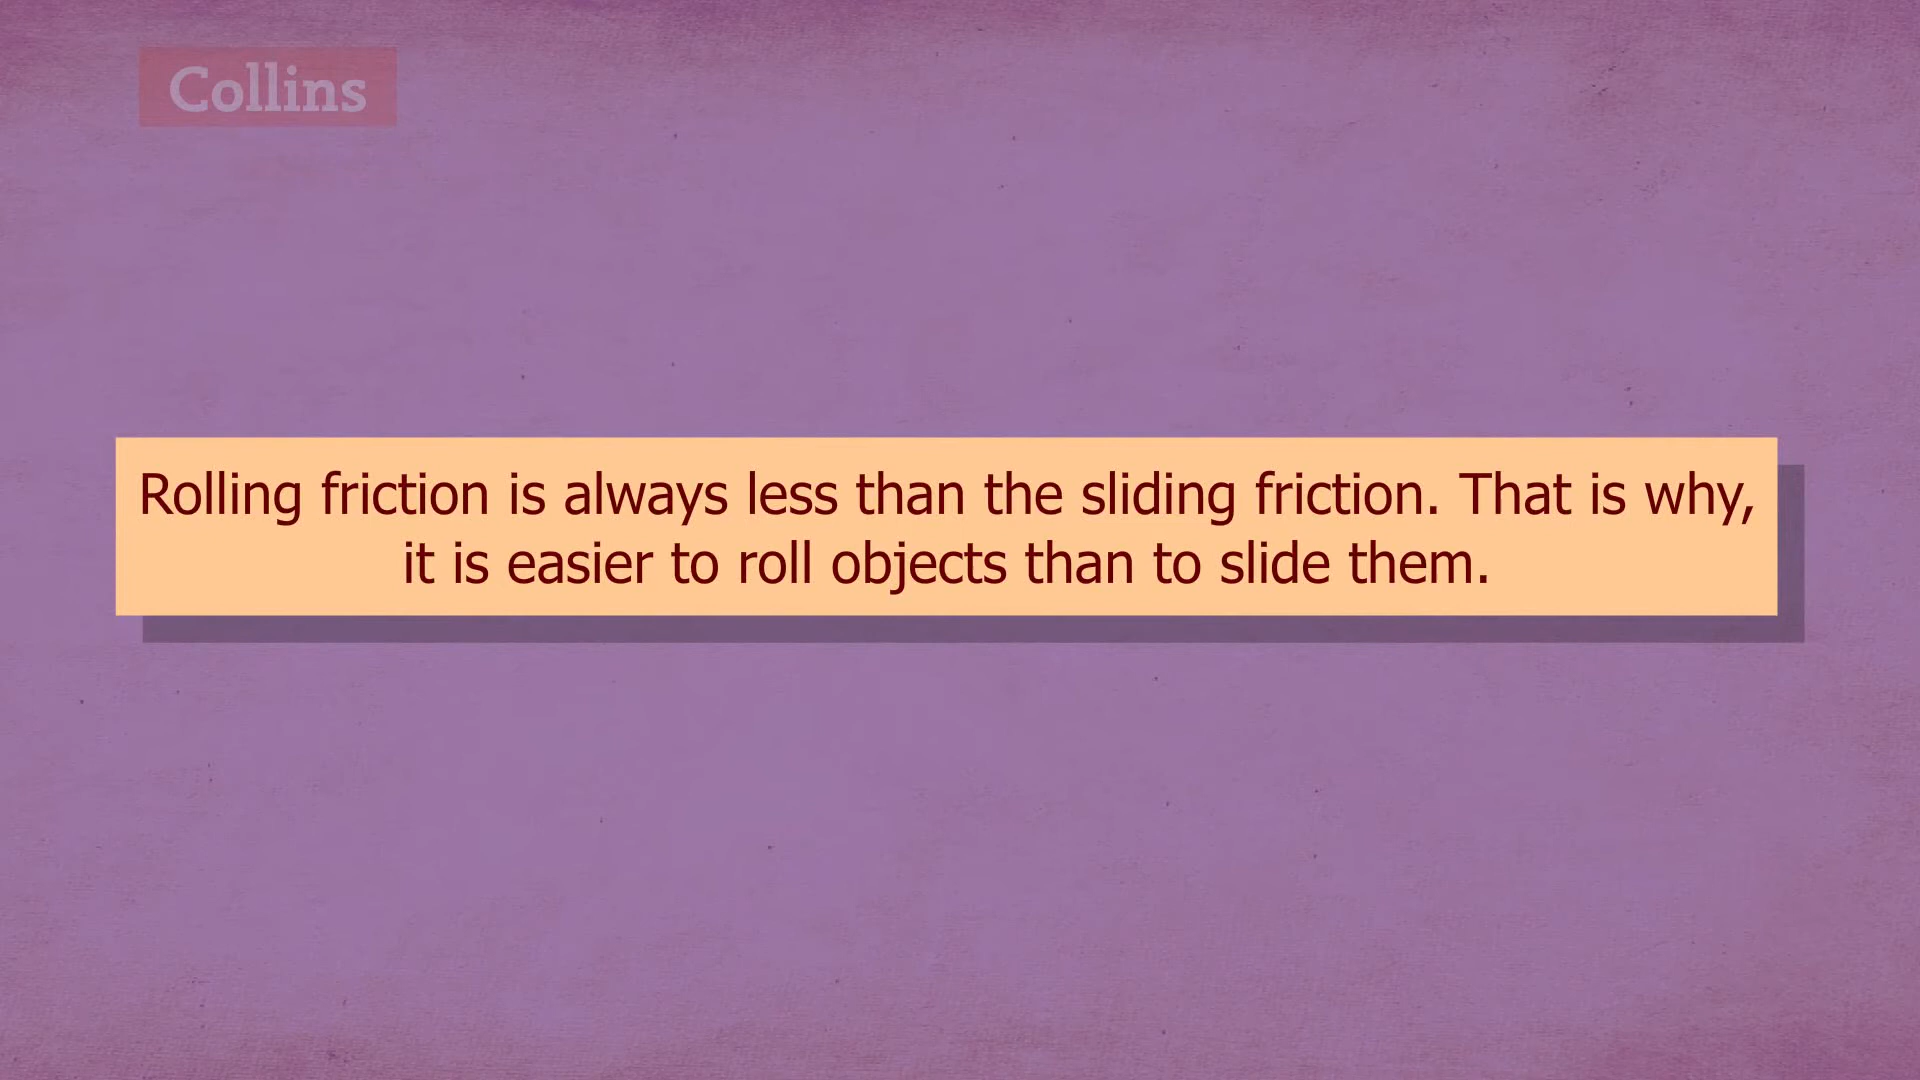 Collins
Rolling friction is always less than the sliding friction. That is why,
it is easier to roll objects than to slide them.